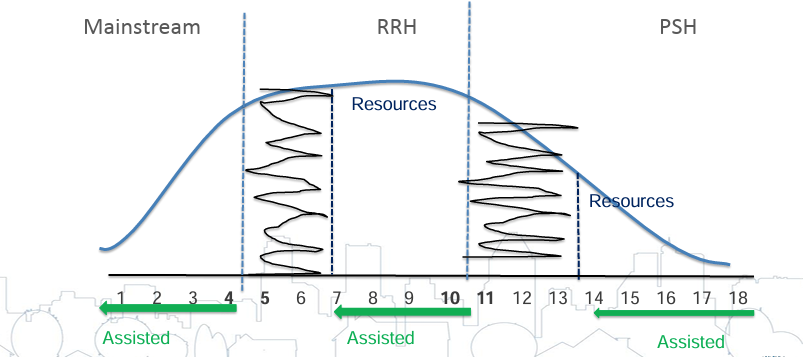 Mainstream RRH PSH
Resources
Resources
1 2 3 4 5 6 7 8 9 10 11 12 13 14 15 16 17 18
Assisted Assisted Assisted